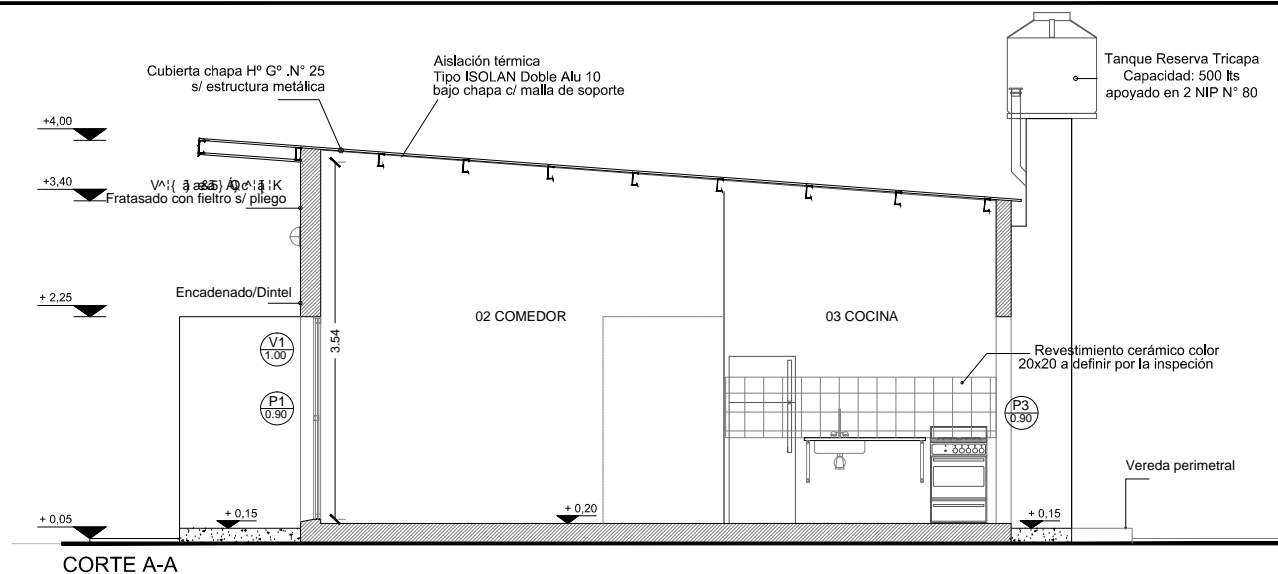 Cubierta chapa Hº Gº .N° 25
s/ estructura metálica
Aislación térmica
Tipo ISOLAN Doble Alu 10
bajo chapa c/ malla de soporte
Tanque Reserva Tricapa
Capacidad: 500 lts
apoyado en 2 NIP N° 80
+4,00
+3,40
Fratasado con fieltro s/ pliego
+ 2,25
Encadenado/Dintel
02 COMEDOR
03 COCINA
3.54
V1
1.00
Revestimiento cerámico color
20x20 a definir por la inspeción
P1
0.90
P3
0.90
Vereda perimetral
+ 0,05
+ 0,15
+ 0,20
+ 0,15
CORTE A-A